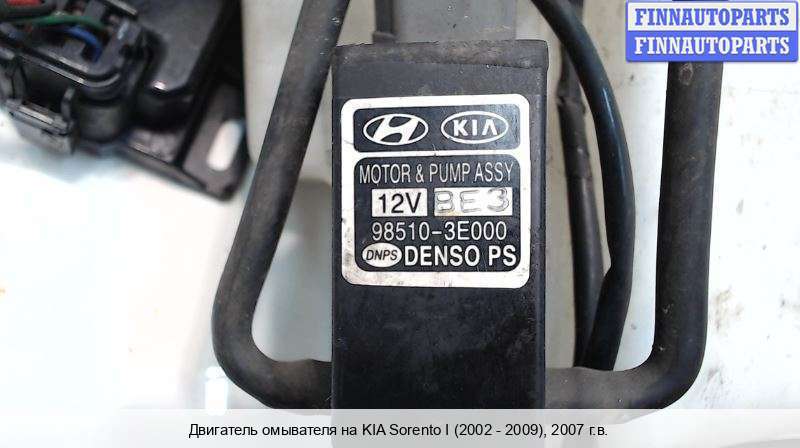 FINNAUTOPARTS
FINNAUTOPARTS
KIA
MOTOR & PUMP ASSY
12V BE3
98510-3E000
DNPS DENSO PS
Двигатель омывателя на KIA Sorento I (2002 - 2009), 2007 г.в.